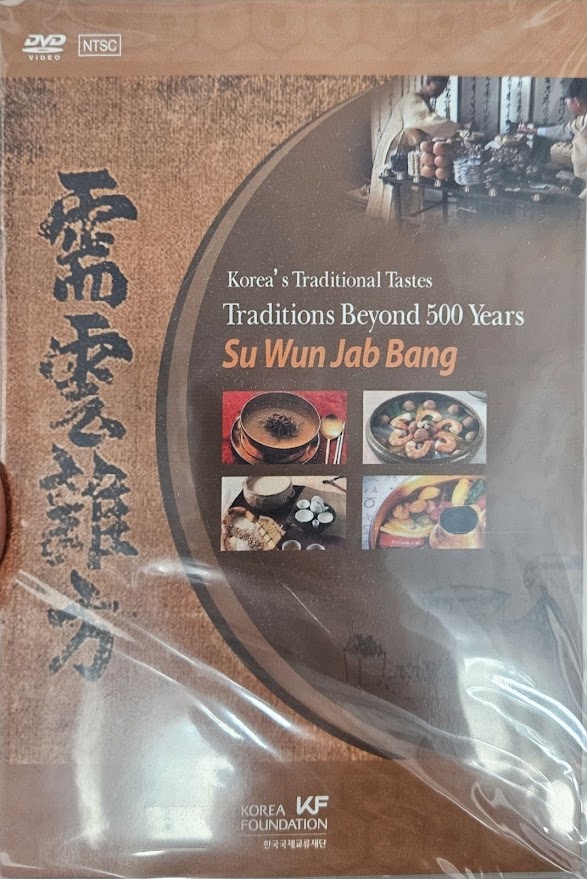 DVD
VIDEO
NTSC
需雲雜方
Korea's Traditional Tastes
Traditions Beyond 500 Years
Su Wun Jab Bang
KOREA KF
FOUNDATION
한국국제교류재단